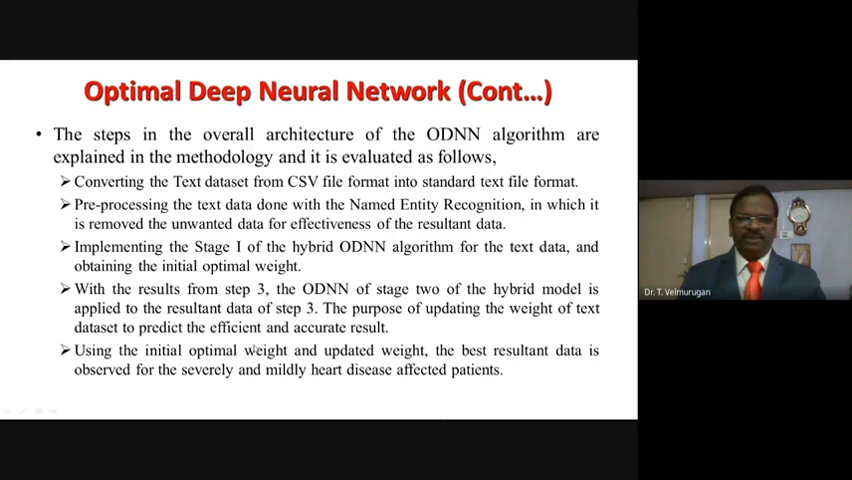 Optimal Deep Neural Network (Cont...)
• The steps in the overall architecture of the ODNN algorithm are
explained in the methodology and it is evaluated as follows,
➢ Converting the Text dataset from CSV file format into standard text file format.
➢ Pre-processing the text data done with the Named Entity Recognition, in which it
is removed the unwanted data for effectiveness of the resultant data.
➢ Implementing the Stage I of the hybrid ODNN algorithm for the text data, and
obtaining the initial optimal weight.
➢ With the results from step 3, the ODNN of stage two of the hybrid model is
applied to the resultant data of step 3. The purpose of updating the weight of text
dataset to predict the efficient and accurate result.
➢ Using the initial optimal weight and updated weight, the best resultant data is
observed for the severely and mildly heart disease affected patients.
Dr. T. Velmurugan